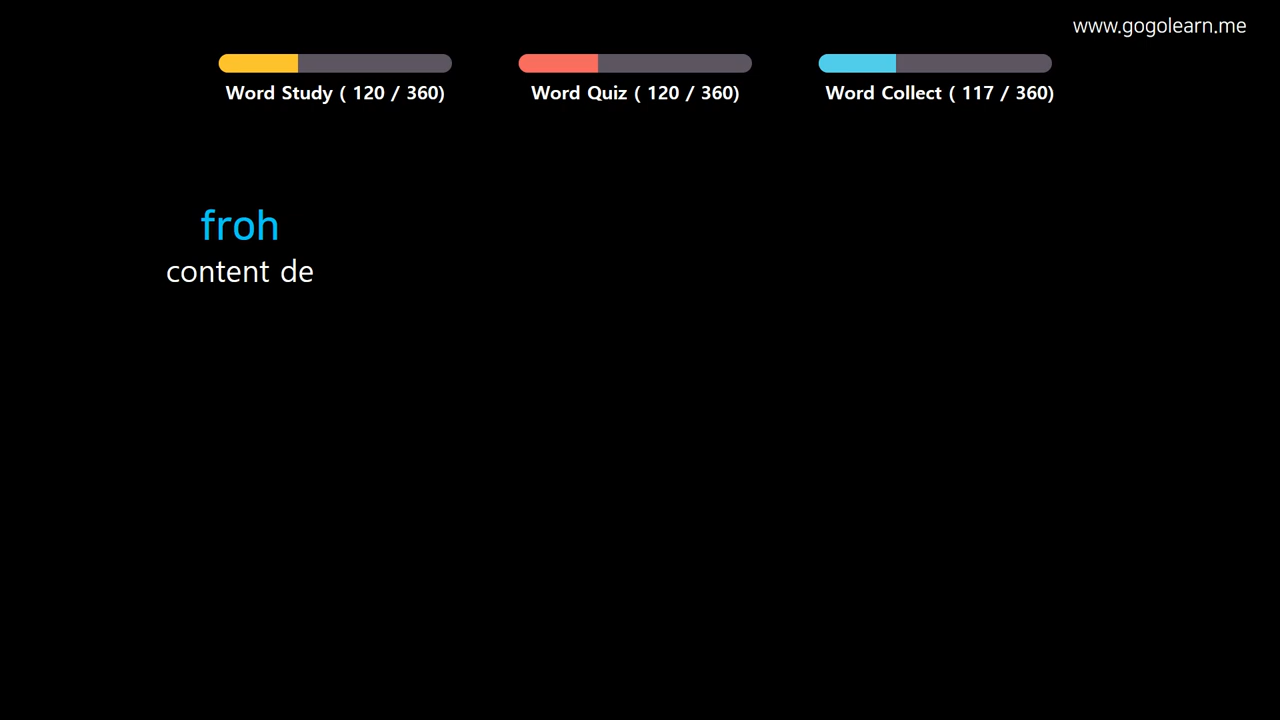 www.gogolearn.me
Word Study ( 120 / 360)
Word Quiz ( 120 / 360)
Word Collect ( 117 / 360)
froh
content de